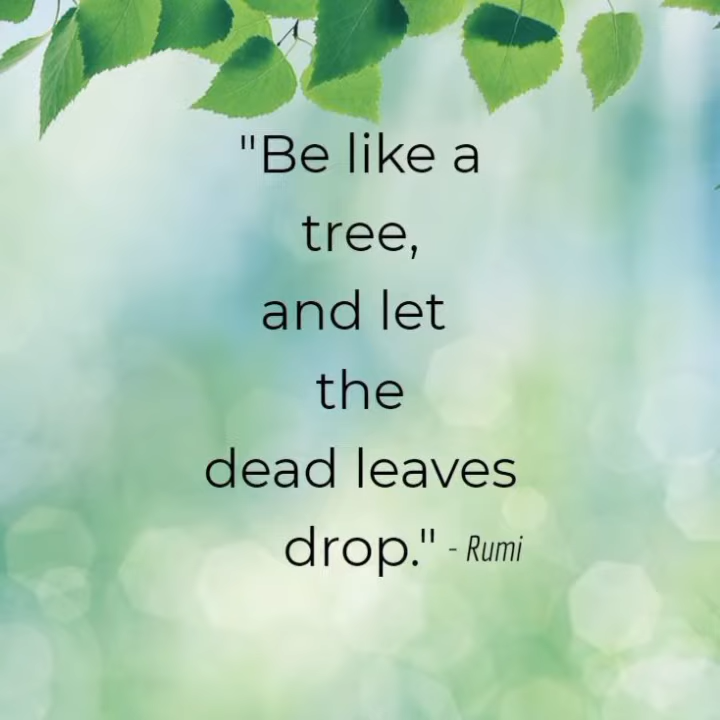 "Be like a
tree,
and let
the
dead leaves
drop." - Rumi